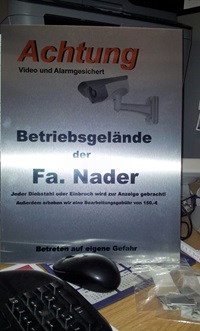 Achtung
Video und Alarmgesichert
Betriebsgelände
der
Fa. Nader
Jeder Diebstahl oder Einbruch wird zur Anzeige gebracht!
Außerdem erheben wir eine Bearbeitungsgebühr von 150.-€
Betreten auf eigene Gefahr